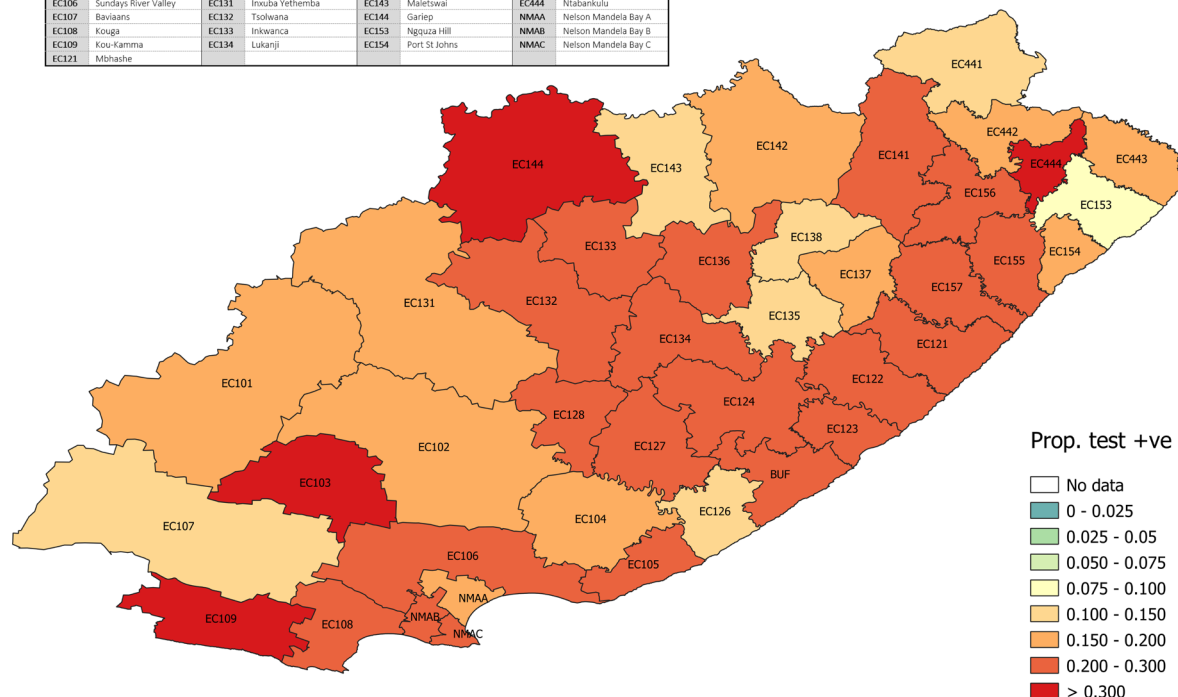 EC106 Sundays River Valley EC131 Inxuba Yethemba EC143 Maletswai EC444 Ntabankulu
EC107 Baviaans EC132 Tsolwana EC144 Gariep NMAA Nelson Mandela Bay A
EC108 Kouga EC133 Inkwanca EC153 Ngquza Hill NMAB Nelson Mandela Bay B
EC109 Kou-Kamma EC134 Lukanji EC154 Port St Johns NMAC Nelson Mandela Bay C
EC121 Mbhashe
EC441
EC442
EC443
EC444
EC142
EC141
EC144
EC143
EC156
EC153
EC138
EC133
EC136
EC137
EC154
EC155
EC157
EC131
EC132
EC135
EC134
EC121
EC101
EC122
EC128
EC124
EC123
EC102
EC127
BUF
EC103
EC104
EC126
EC107
EC106
EC105
NMAA
EC109
EC108
NMAB
NMAC
Prop. test +ve
No data
0 - 0.025
0.025 - 0.05
0.050 - 0.075
0.075 - 0.100
0.100 - 0.150
0.150 - 0.200
0.200 - 0.300
> 0.300